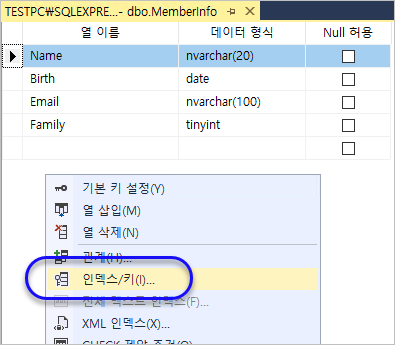 TESTPC￦SQLEXPRE...- dbo.MemberInfo
열 이름 데이터 형식 Null 허용
Name nvarchar(20)
Birth date
Email nvarchar(100)
Family tinyint
기본 키 설정(Y)
열 삽입(M)
열 삭제(N)
관계(H)...
인덱스/키(I)...
전체 텍스트 인덱스(F)...
XML 인덱스(X)...
CHECK 제약 조건(O)...